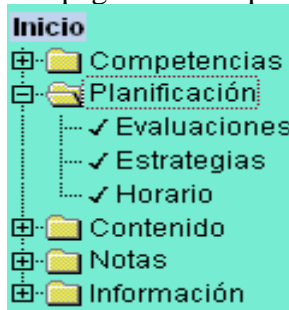 Inicio
Competencias
Planificación
Evaluaciones
Estrategias
Horario
Contenido
Notas
Información